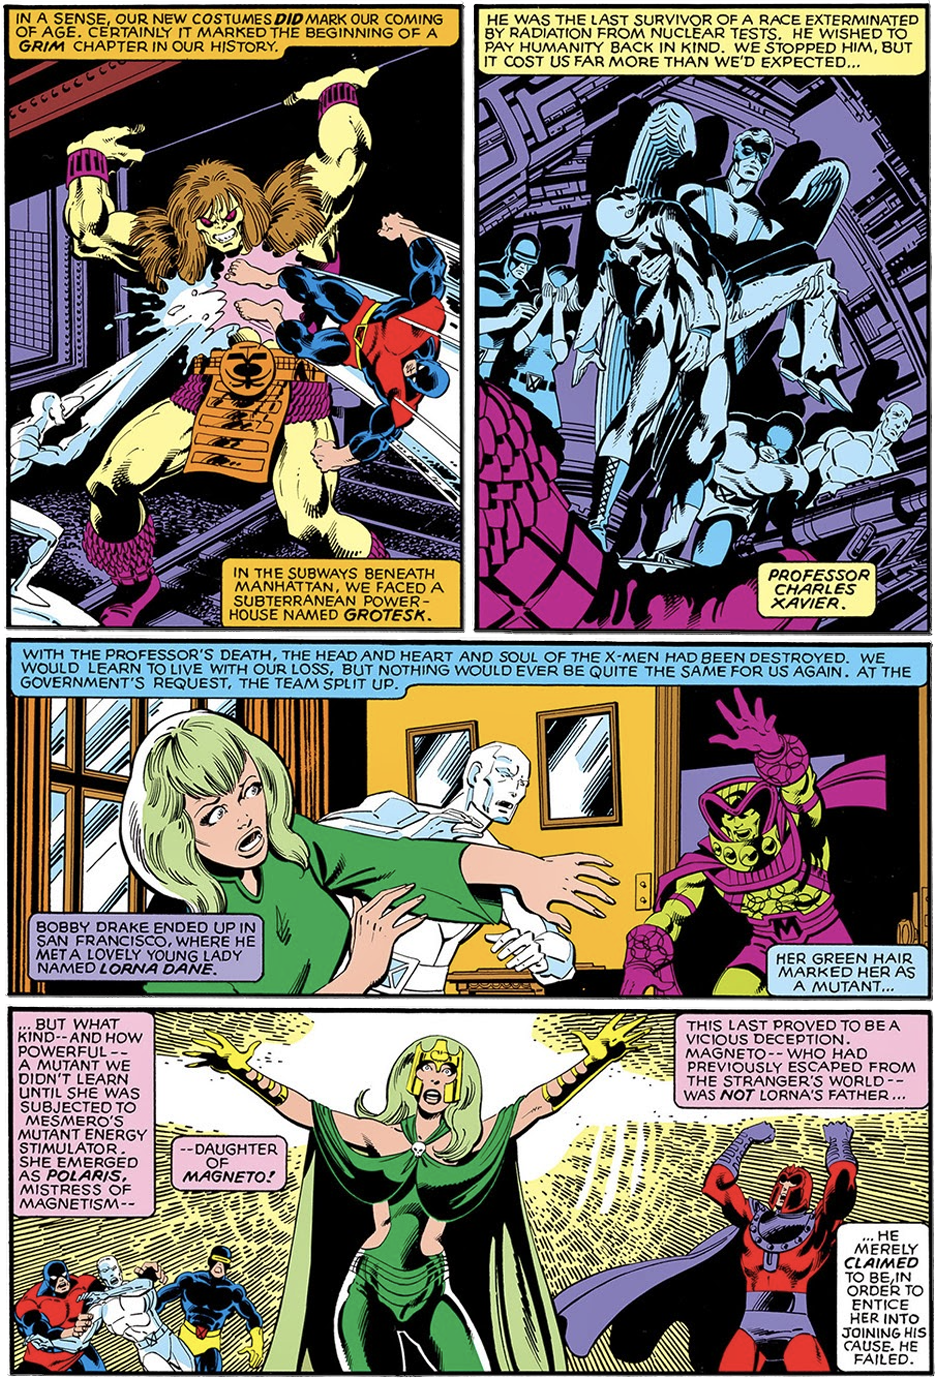 IN A SENSE, OUR NEW COSTUMES DID MARK OUR COMING
OF AGE. CERTAINLY IT MARKED THE BEGINNING OF A
GRIM CHAPTER IN OUR HISTORY.
IN THE SUBWAYS BENEATH
MANHATTAN, WE FACED A
SUBTERRANEAN POWER-
HOUSE NAMED GROTESK.
HE WAS THE LAST SURVIVOR OF A RACE EXTERMINATED
BY RADIATION FROM NUCLEAR TESTS. HE WISHED TO
PAY HUMANITY BACK IN KIND. WE STOPPED HIM, BUT
IT COST US FAR MORE THAN WE'D EXPECTED...
PROFESSOR
CHARLES
XAVIER.
WITH THE PROFESSOR'S DEATH, THE HEAD AND HEART AND SOUL OF THE X-MEN HAD BEEN DESTROYED. WE
WOULD LEARN TO LIVE WITH OUR LOSS, BUT NOTHING WOULD EVER BE QUITE THE SAME FOR US AGAIN. AT THE
GOVERNMENT'S REQUEST, THE TEAM SPLIT UP.
BOBBY DRAKE ENDED UP IN
SAN FRANCISCO, WHERE HE
MET A LOVELY YOUNG LADY
NAMED LORNA DANE.
M
HER GREEN HAIR
MARKED HER AS
A MUTANT...
...BUT WHAT
KIND--AND HOW
POWERFUL--
A MUTANT WE
DIDN'T LEARN
UNTIL SHE WAS
SUBJECTED TO
MESMERO'S
MUTANT ENERGY
STIMULATOR.
SHE EMERGED
AS POLARIS,
MISTRESS OF
MAGNETISM--
--DAUGHTER
OF
MAGNETO!
THIS LAST PROVED TO BE A
VICIOUS DECEPTION.
MAGNETO--WHO HAD
PREVIOUSLY ESCAPED FROM
THE STRANGER'S WORLD--
WAS NOT LORNA'S FATHER...
...HE
MERELY
CLAIMED
TO BE, IN
ORDER TO
ENTICE
HER INTO
JOINING HIS
CAUSE. HE
FAILED.